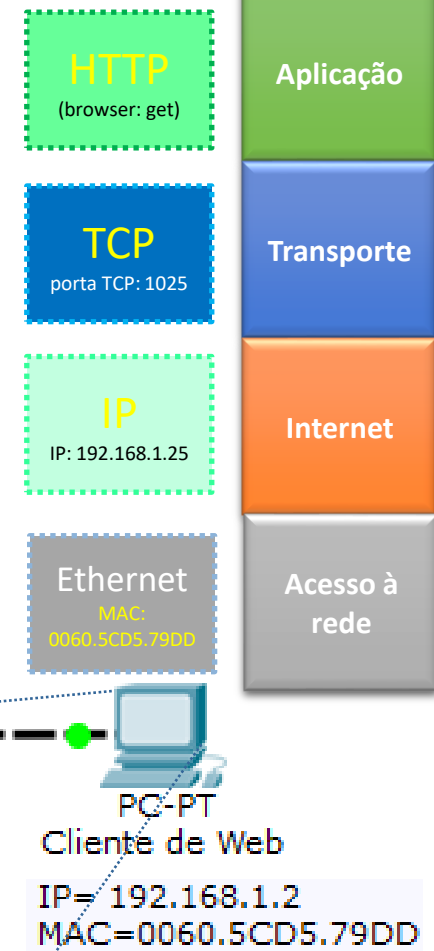 HTTP
(browser: get)
Aplicação
TCP
porta TCP: 1025
Transporte
IP
IP: 192.168.1.25
Internet
Ethernet
MAC:
0060.5CD5.79DD
Acesso à
rede
PC-PT
Cliente de Web
IP= 192.168.1.2
MAC=0060.5CD5.79DD